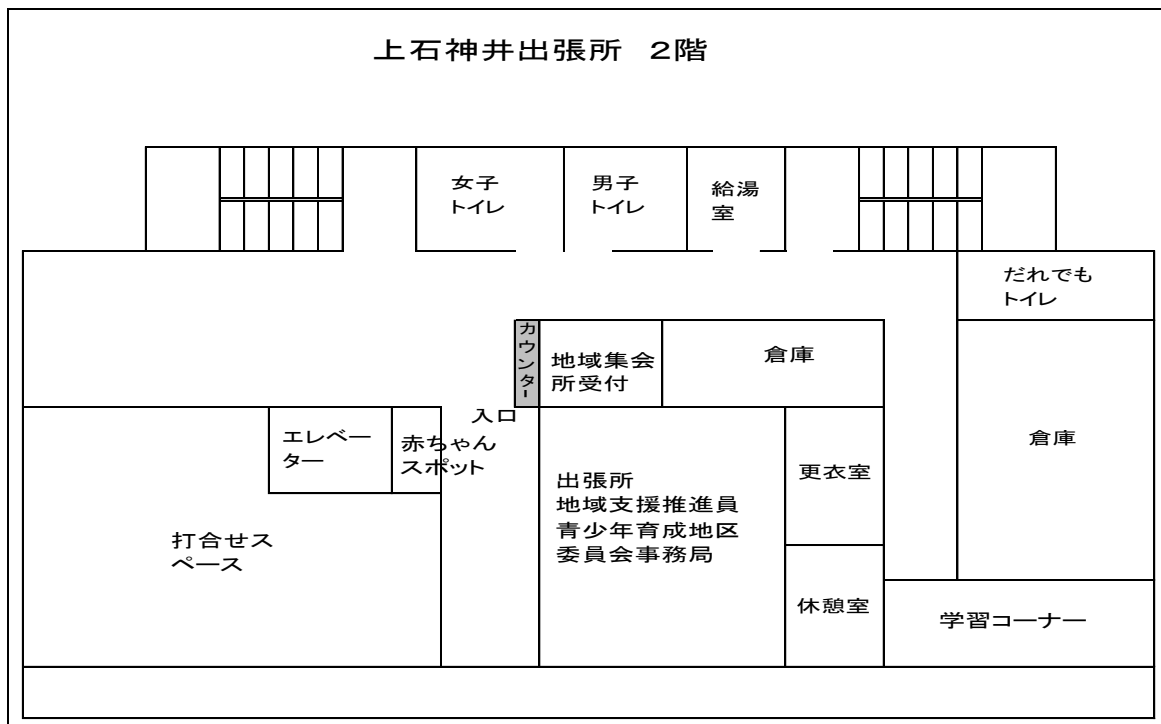 上石神井出張所 2階
女子
トイレ
男子
トイレ
給湯
室
だれでも
トイレ
カウンター
地域集会
所受付
倉庫
入口
エレベー
ター
赤ちゃん
スポット
倉庫
更衣室
出張所
地域支援推進員
青少年育成地区
委員会事務局
打合せス
ペース
休憩室
学習コーナー